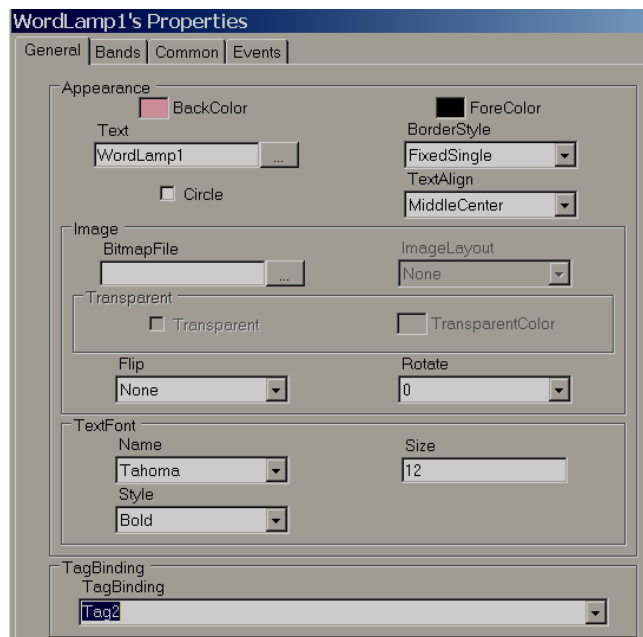 WordLamp1's Properties
General Bands Common Events
Appearance
BackColor ForeColor
Text BorderStyle
WordLamp1 ... FixedSingle
TextAlign
Circle MiddleCenter
Image
BitmapFile ImageLayout
... None
Transparent
Transparent TransparentColor
Flip Rotate
None 0
TextFont
Name Size
Tahoma 12
Style
Bold
TagBinding
TagBinding
Tag2